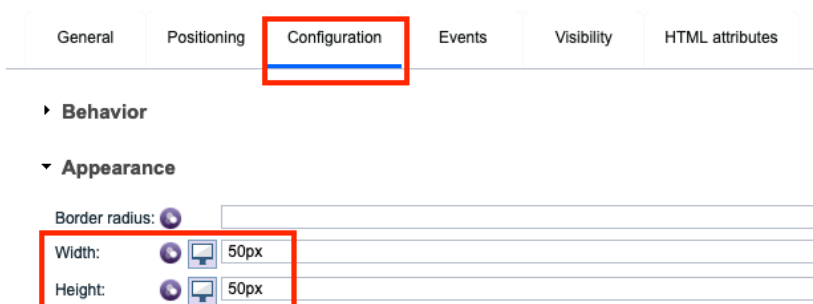 General Positioning Configuration Events Visibility HTML attributes
Behavior
Appearance
Border radius:
Width: 50px
Height: 50px